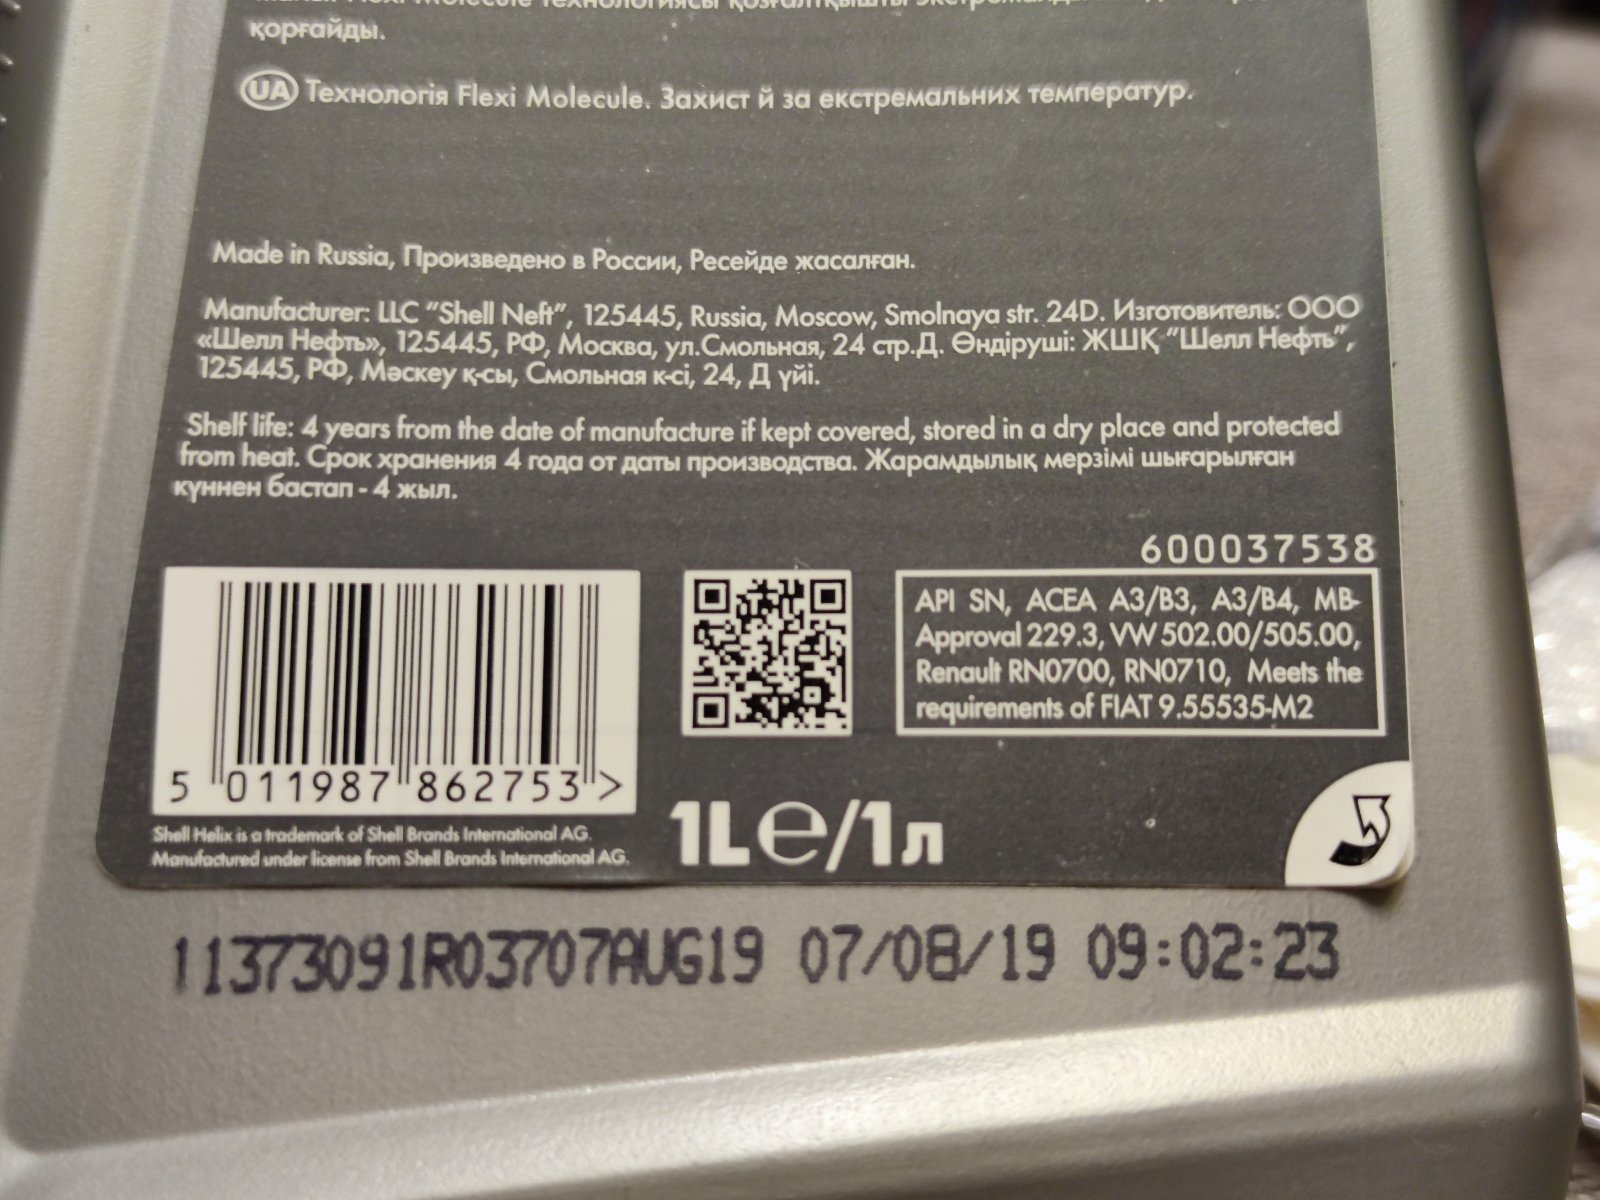 Flexi Molecule технологиясы қозғалтқышты
қорғайды.
UA Технологія Flexi Molecule. Захист й за екстремальних температур.
Made in Russia, Произведено в России, Ресейде жасалған.
Manufacturer: LLC "Shell Neft", 125445, Russia, Moscow, Smolnaya str. 24D. Изготовитель: ООО
«Шелл Нефть», 125445, РФ, Москва, ул.Смольная, 24 стр.Д. Өндіруші: ЖШҚ "Шелл Нефть",
125445, РФ, Мәскеу қ-сы, Смольная к-сі, 24, Д үйі.
Shelf life: 4 years from the date of manufacture if kept covered, stored in a dry place and protected
from heat. Срок хранения 4 года от даты производства. Жарамдылық мерзімі шығарылған
күннен бастап - 4 жыл.
600037538
API SN, ACEA A3/B3, A3/B4, MB-
Approval 229.3, VW 502.00/505.00,
Renault RN0700, RN0710, Meets the
requirements of FIAT 9.55535-M2
5 011987 862753 >
Shell Helix is a trademark of Shell Brands International AG.
Manufactured under license from Shell Brands International AG.
1L e/1л
11373091R03707AUG19 07/08/19 09:02:23